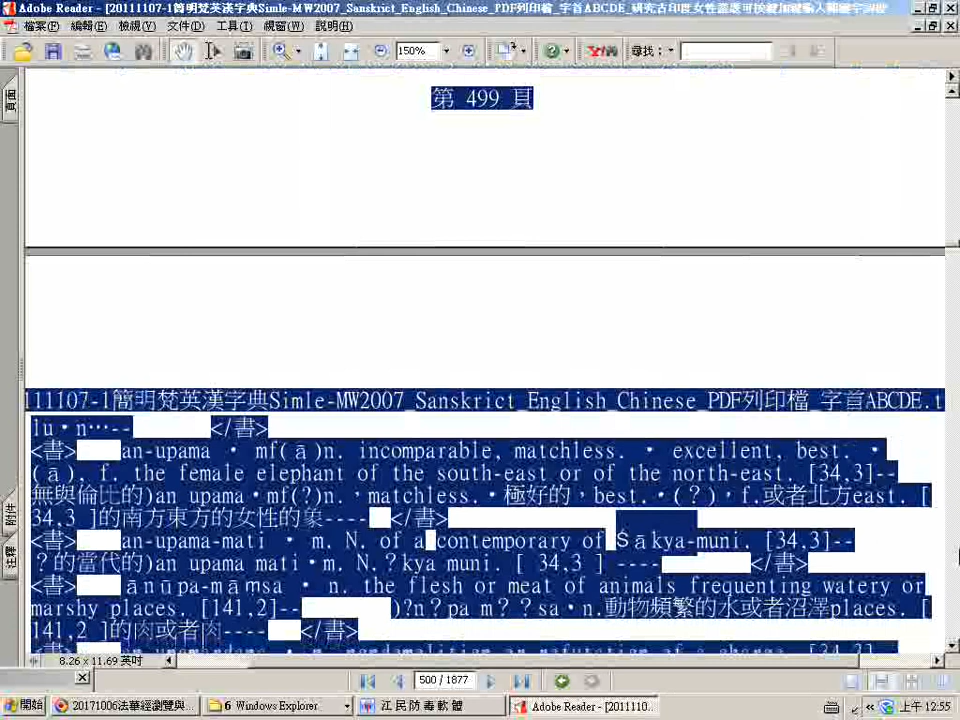 Adobe Reader - [20111107-1簡明梵英漢字典Simle-MW2007_Sanskrict_English_Chinese_PDF列印檔_字首ABCDE_研究古印度女性
檔案(F) 編輯(E) 檢視(V) 文件(D) 工具(T) 視窗(W) 說明(H)
150% 尋找:
頁面
第 499 頁
111107-1簡明梵英漢字典Simle-MW2007_Sanskrict_English_Chinese_PDF列印檔_字首ABCDE.t
lu·n…-- </書>
<書> an-upama · mf(ā)n. incomparable, matchless. · excellent, best. ·
(ā), f. the female elephant of the south-east or of the north-east. [34,3]--
無與倫比的)an upama·mf(?)n.,matchless.·極好的,best.·(?),f.或者北方east. [
34,3 ]的南方東方的女性的象---- </書>
<書> an-upama-mati · m. N. of a contemporary of Śākya-muni. [34,3]--
?的當代的)an upama mati·m. N.?kya muni. [ 34,3 ] ---- </書>
<書> ānūpa-māṃsa · n. the flesh or meat of animals frequenting watery or
marshy places. [141,2]-- )?n?pa m??sa·n.動物頻繁的水或者沼澤places. [
141,2 ]的肉或者肉---- </書>
附件
注釋
8.26 x 11.69 英吋
500 / 1877
開始 20171006法華經瀏覽與... 6 Windows Explorer 江民防毒軟體 Adobe Reader - [2011110... 上午 12:55